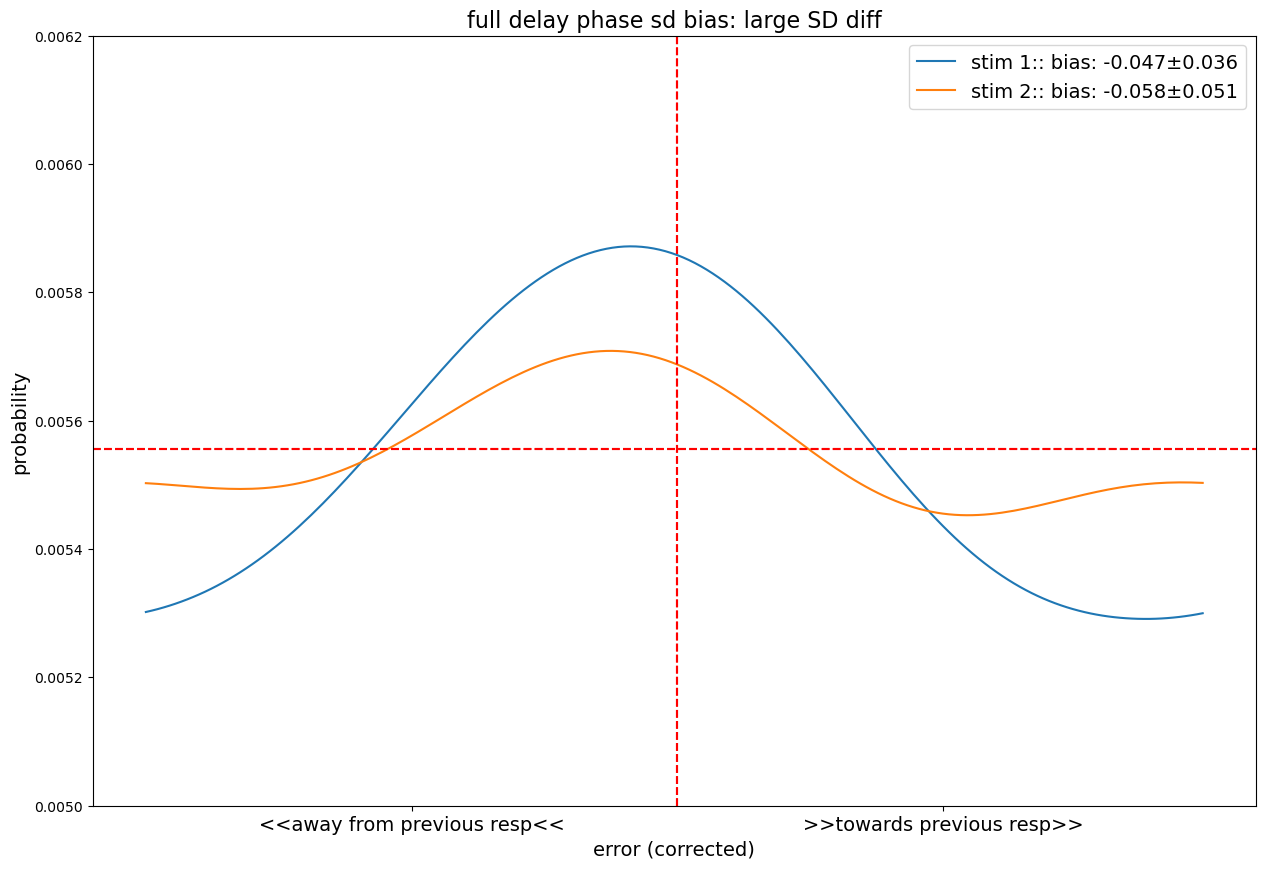 full delay phase sd bias: large SD diff
stim 1:: bias: -0.047±0.036
stim 2:: bias: -0.058±0.051
0.0062
0.0060
0.0058
0.0056
0.0054
0.0052
0.0050
probability
<<away from previous resp<<
>>towards previous resp>>
error (corrected)